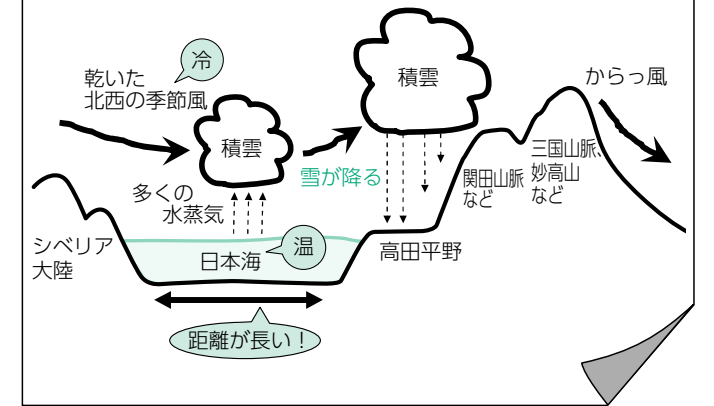 冷
乾いた
北西の季節風
積雲
積雲
からっ風
雪が降る
多くの
水蒸気
関田山脈
など
三国山脈、
妙高山
など
シベリア
大陸
日本海
温
高田平野
距離が長い！